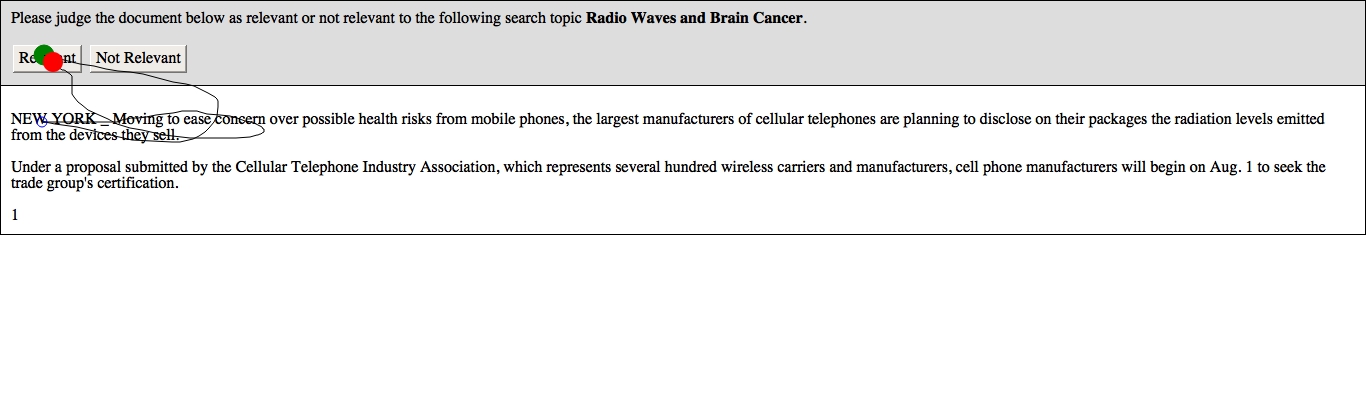 Please judge the document below as relevant or not relevant to the following search topic Radio Waves and Brain Cancer.
Not Relevant
NEW YORK _ Moving to ease concern over possible health risks from mobile phones, the largest manufacturers of cellular telephones are planning to disclose on their packages the radiation levels emitted
from the devices they sell.
Under a proposal submitted by the Cellular Telephone Industry Association, which represents several hundred wireless carriers and manufacturers, cell phone manufacturers will begin on Aug. 1 to seek the
trade group's certification.
1